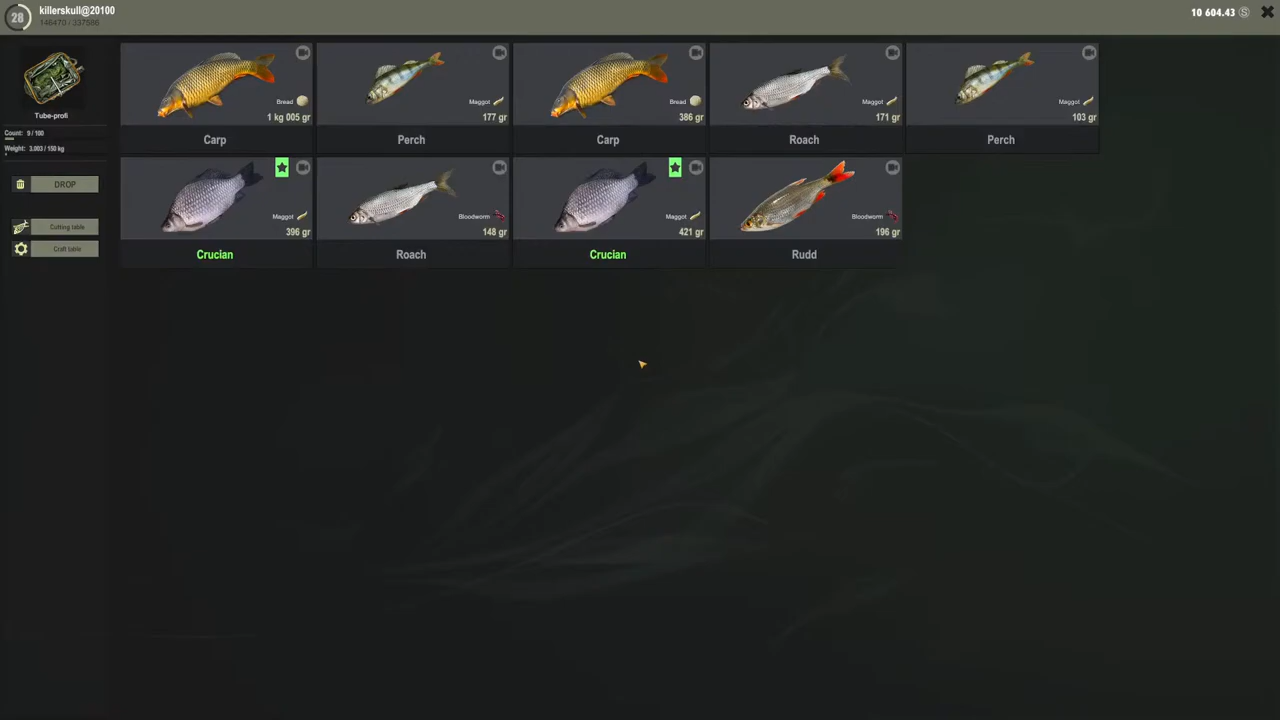 28
killerskull@20100
146470 / 337586
10 604.43 S
Tube-profi
Count: 9 / 100
Weight: 3.003 / 150 kg
DROP
Cutting table
Craft table
Bread
1 kg 005 gr
Carp
Maggot
177 gr
Perch
Bread
386 gr
Carp
Maggot
171 gr
Roach
Maggot
103 gr
Perch
Maggot
396 gr
Crucian
Bloodworm
148 gr
Roach
Maggot
421 gr
Crucian
Bloodworm
196 gr
Rudd